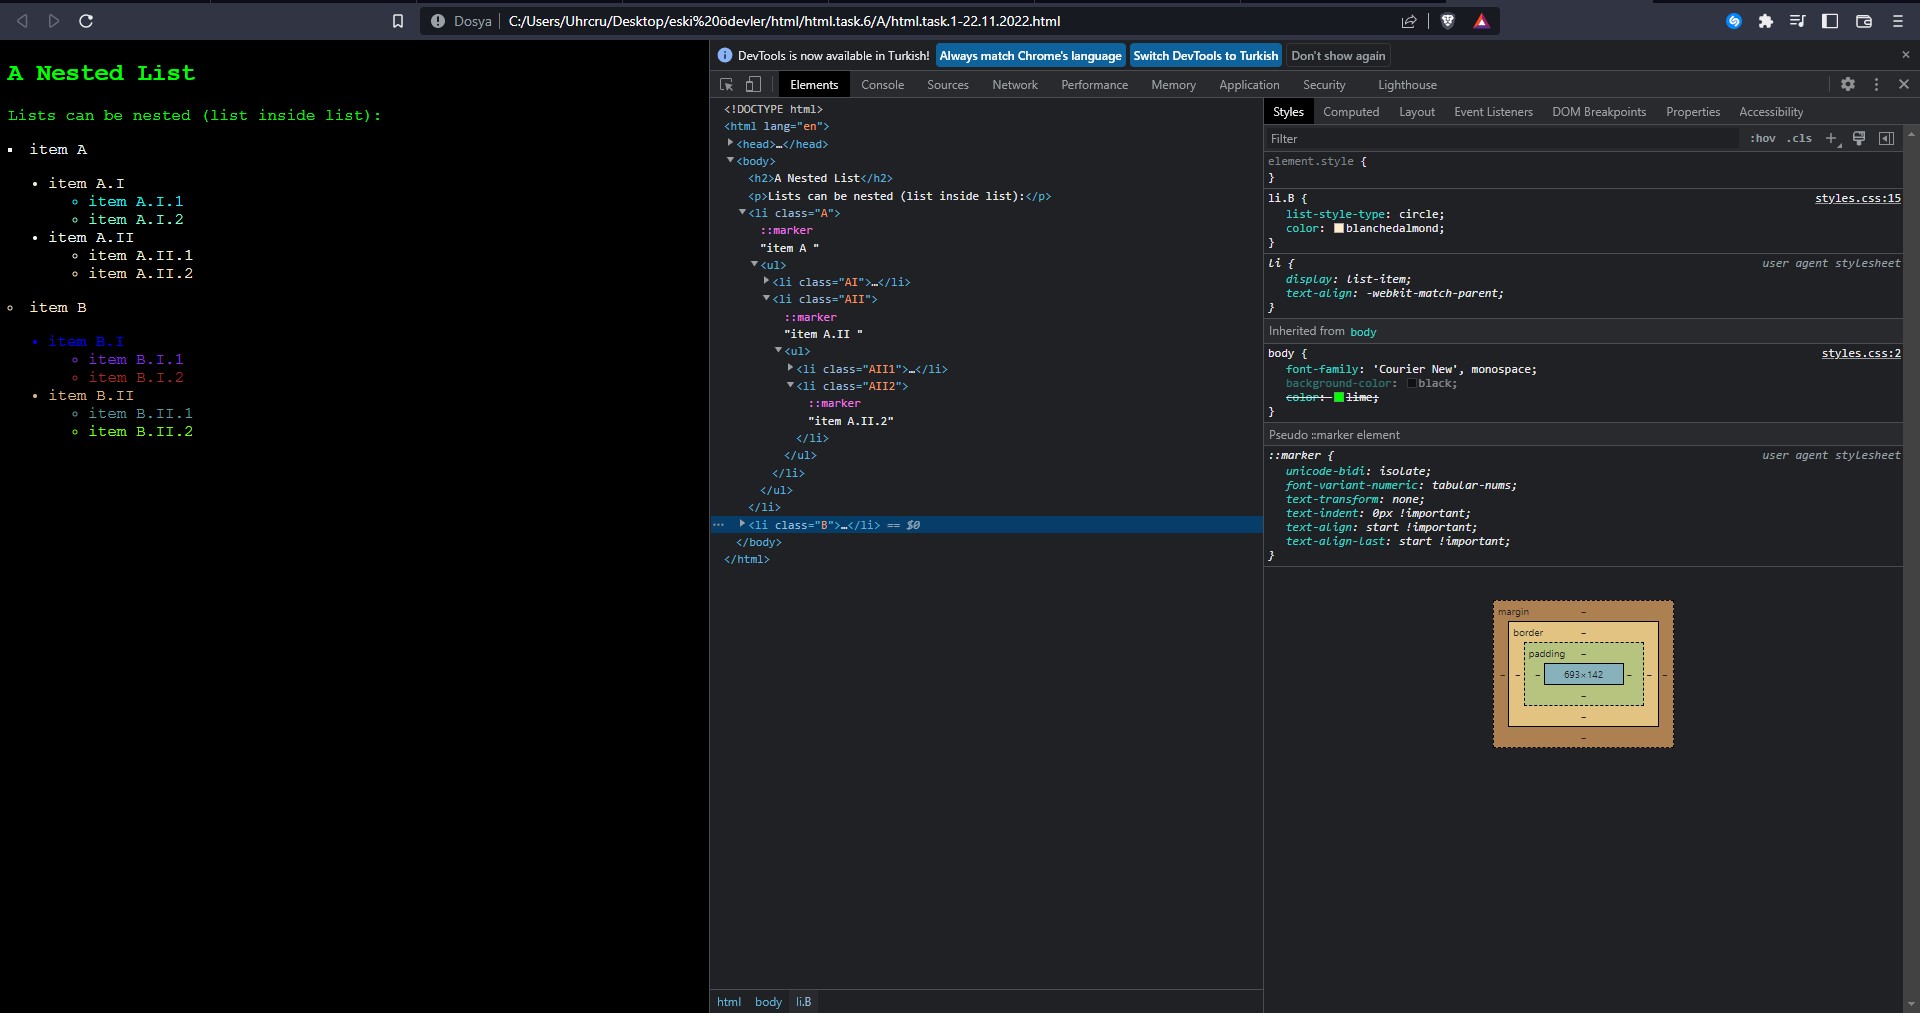 Dosya
C:/Users/Uhrcru/Desktop/eski%20ödevler/html/html.task.6/A/html.task.1-22.11.2022.html
A Nested List
Lists can be nested (list inside list):
item A
item A.I
item A.I.1
item A.I.2
item A.II
item A.II.1
item A.II.2
item B
item B.I
item B.I.1
item B.I.2
item B.II
item B.II.1
item B.II.2
DevTools is now available in Turkish! Always match Chrome's language Switch DevTools to Turkish Don't show again
Elements Console Sources Network Performance Memory Application Security Lighthouse
<!DOCTYPE html>
<html lang="en">
<head>…</head>
<body>
<h2>A Nested List</h2>
<p>Lists can be nested (list inside list):</p>
<li class="A">
::marker
"item A "
<ul>
<li class="AI">…</li>
<li class="AII">
::marker
"item A.II "
<ul>
<li class="AII1">…</li>
<li class="AII2">
::marker
"item A.II.2"
</li>
</ul>
</li>
</ul>
</li>
<li class="B">…</li> == $0
</body>
</html>
html body li.B
Styles Computed Layout Event Listeners DOM Breakpoints Properties Accessibility
Filter :hov .cls
element.style {
}
li.B { styles.css:15
list-style-type: circle;
color: blanchedalmond;
}
li { user agent stylesheet
display: list-item;
text-align: -webkit-match-parent;
}
Inherited from body
body { styles.css:2
font-family: 'Courier New', monospace;
background-color: black;
color: lime;
}
Pseudo ::marker element
::marker { user agent stylesheet
unicode-bidi: isolate;
font-variant-numeric: tabular-nums;
text-transform: none;
text-indent: 0px !important;
text-align: start !important;
text-align-last: start !important;
}
margin –
border –
padding –
– – – 693×142 – – –
–
–
–